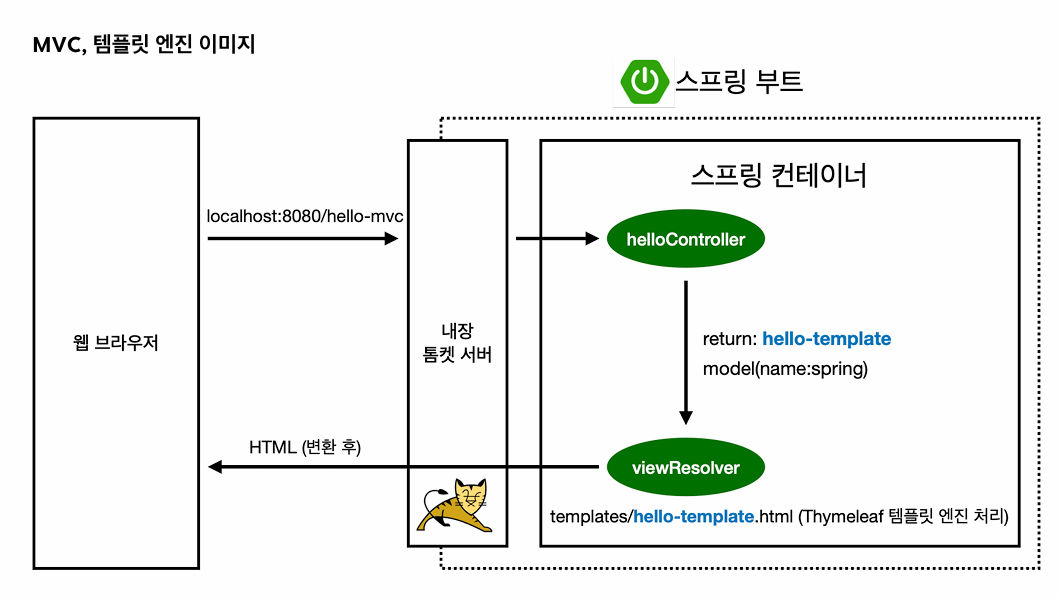 MVC, 템플릿 엔진 이미지
스프링 부트
스프링 컨테이너
localhost:8080/hello-mvc
helloController
웹 브라우저
내장
톰켓 서버
return: hello-template
model(name:spring)
HTML (변환 후)
viewResolver
templates/hello-template.html (Thymeleaf 템플릿 엔진 처리)